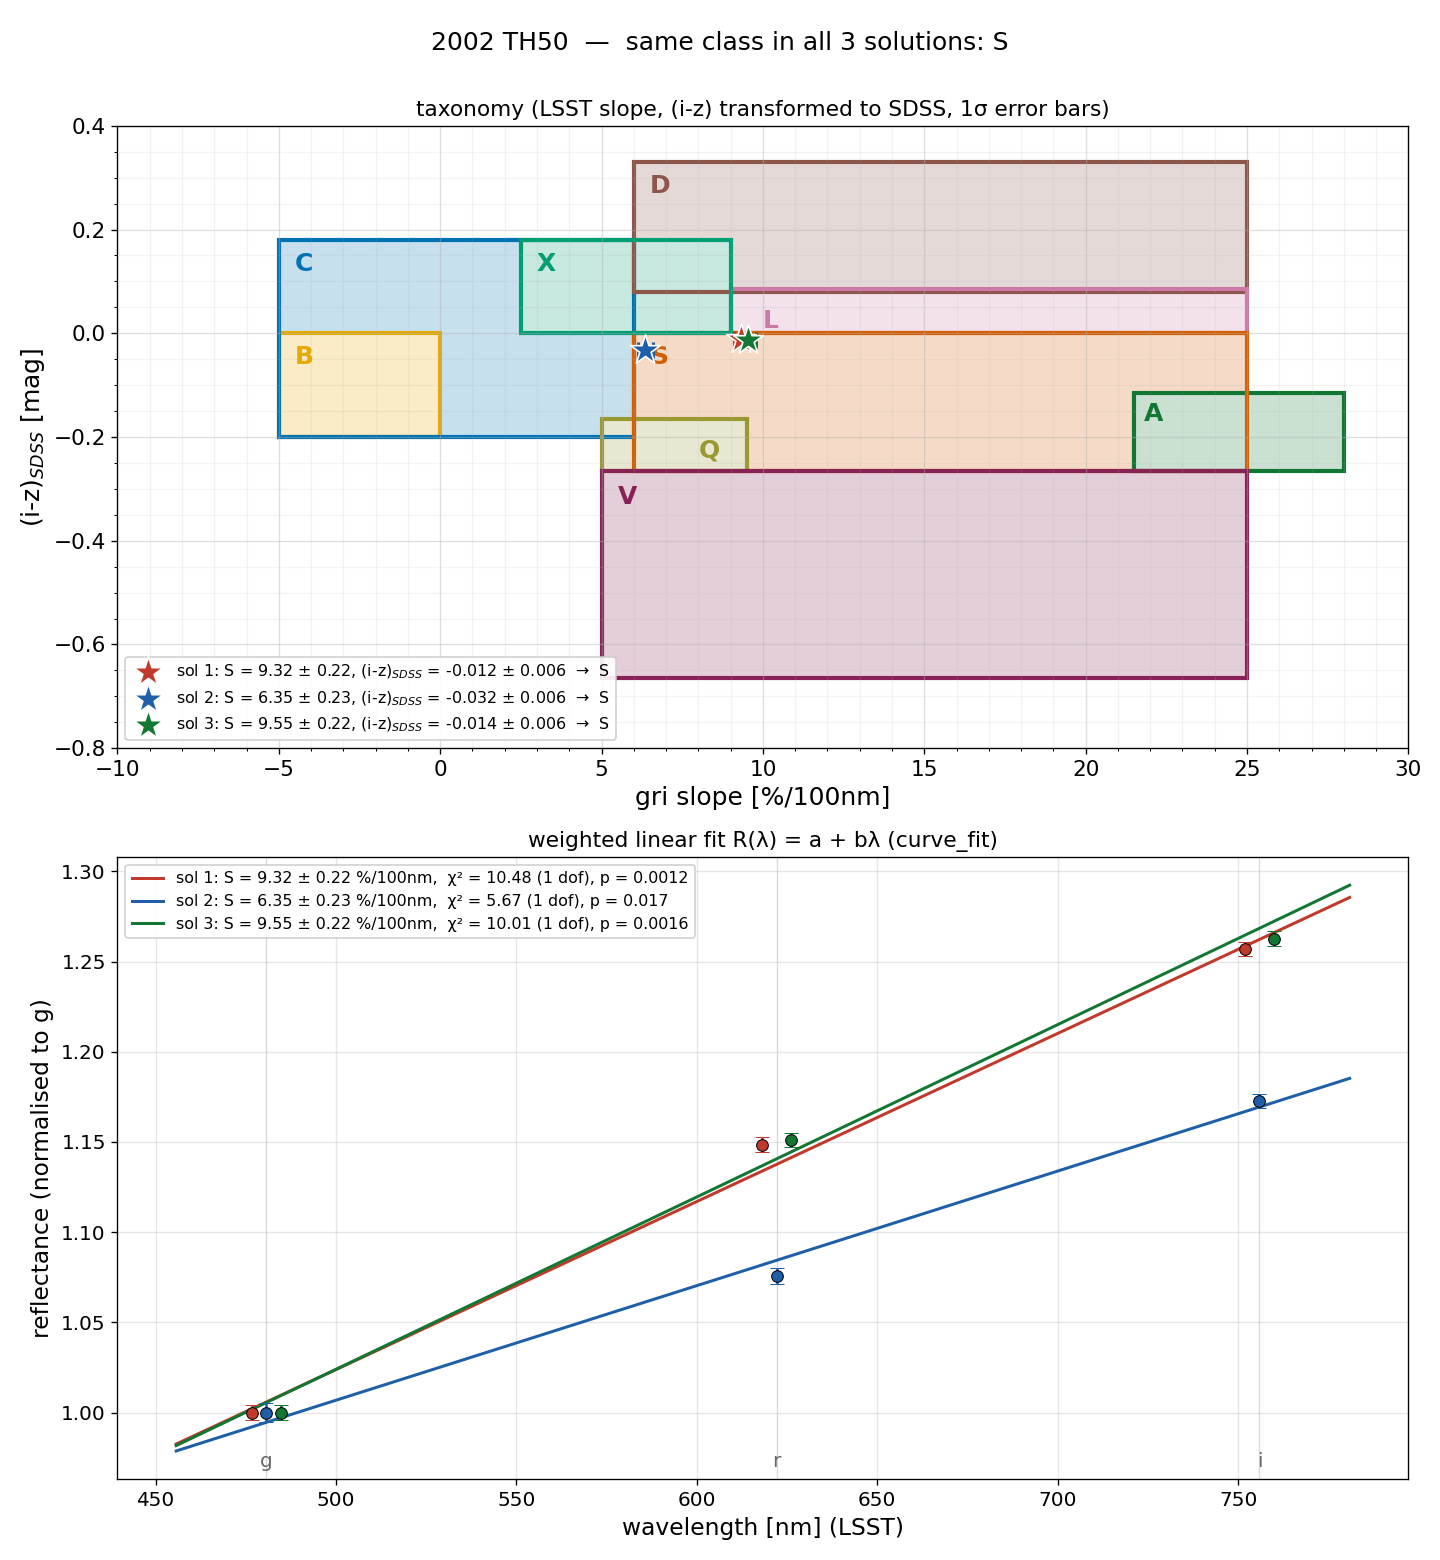 2002 TH50  —  same class in all 3 solutions: S
taxonomy (LSST slope, (i-z) transformed to SDSS, 1σ error bars)
0.4
0.2
0.0
−0.2
−0.4
−0.6
−0.8
(i-z)SDSS [mag]
D
C
X
L
B
S
A
Q
V
sol 1: S = 9.32 ± 0.22, (i-z)SDSS = -0.012 ± 0.006 → S
sol 2: S = 6.35 ± 0.23, (i-z)SDSS = -0.032 ± 0.006 → S
sol 3: S = 9.55 ± 0.22, (i-z)SDSS = -0.014 ± 0.006 → S
−10 −5 0 5 10 15 20 25 30
gri slope [%/100nm]
weighted linear fit R(λ) = a + bλ (curve_fit)
sol 1: S = 9.32 ± 0.22 %/100nm,  χ² = 10.48 (1 dof), p = 0.0012
sol 2: S = 6.35 ± 0.23 %/100nm,  χ² = 5.67 (1 dof), p = 0.017
sol 3: S = 9.55 ± 0.22 %/100nm,  χ² = 10.01 (1 dof), p = 0.0016
1.30
1.25
1.20
1.15
1.10
1.05
1.00
reflectance (normalised to g)
g r i
450 500 550 600 650 700 750
wavelength [nm] (LSST)